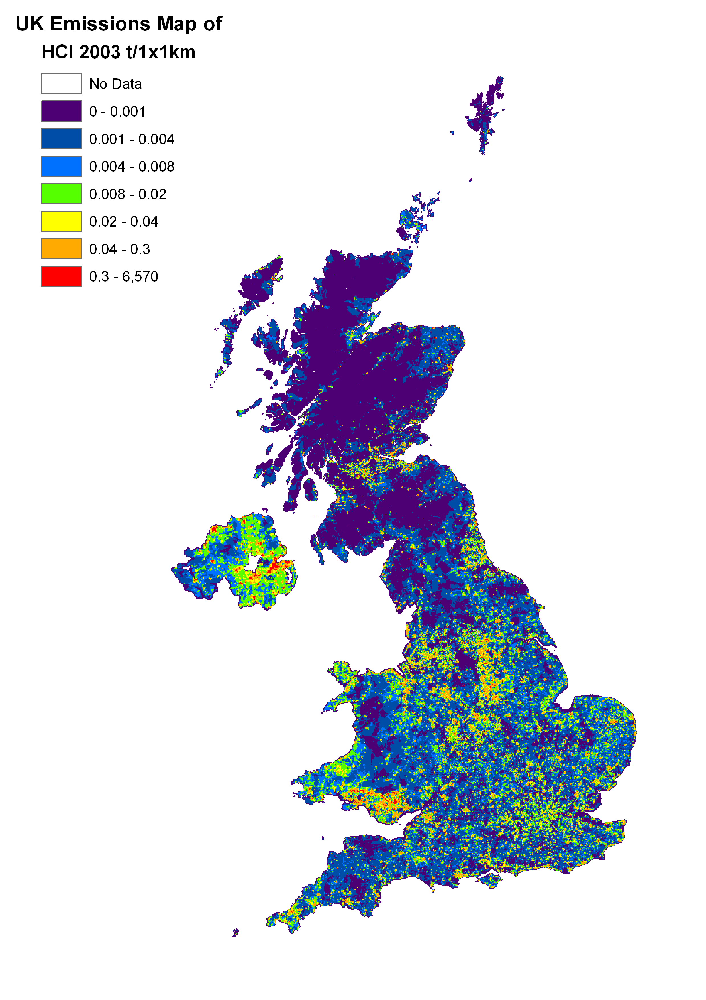 UK Emissions Map of
HCl 2003 t/1x1km
No Data
0 - 0.001
0.001 - 0.004
0.004 - 0.008
0.008 - 0.02
0.02 - 0.04
0.04 - 0.3
0.3 - 6,570